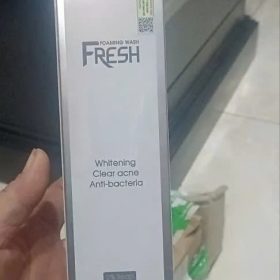 FOAMING WASH
FRESH
Whitening
Clear acne
Anti-bacteria